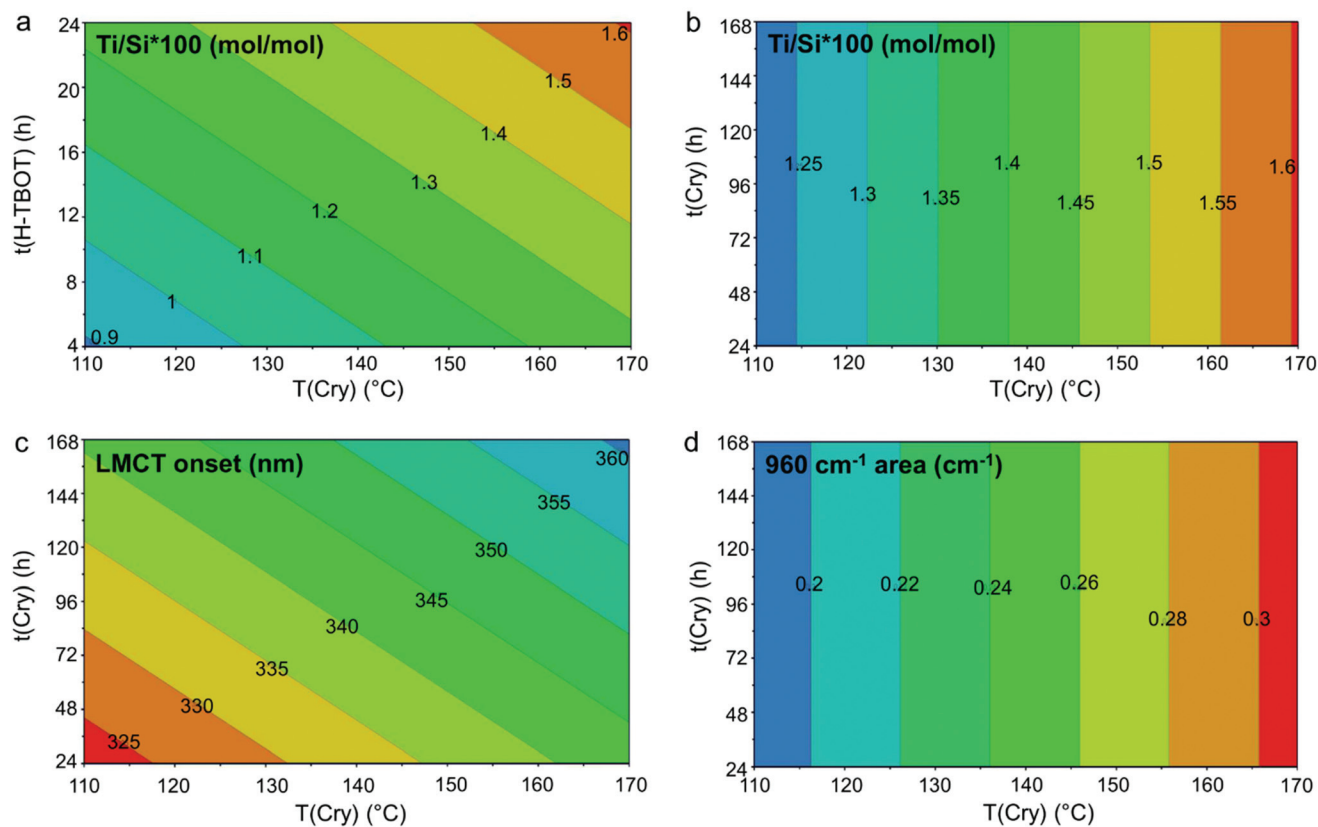 a
Ti/Si*100 (mol/mol)
t(H-TBOT) (h)
24
20
16
12
8
4
1.6
1.5
1.4
1.3
1.2
1.1
1
0.9
110 120 130 140 150 160 170
T(Cry) (°C)
b
Ti/Si*100 (mol/mol)
t(Cry) (h)
168
144
120
96
72
48
24
1.25 1.3 1.35 1.4 1.45 1.5 1.55 1.6
110 120 130 140 150 160 170
T(Cry) (°C)
c
LMCT onset (nm)
t(Cry) (h)
168
144
120
96
72
48
24
360
355
350
345
340
335
330
325
110 120 130 140 150 160 170
T(Cry) (°C)
d
960 cm⁻¹ area (cm⁻¹)
t(Cry) (h)
168
144
120
96
72
48
24
0.2 0.22 0.24 0.26 0.28 0.3
110 120 130 140 150 160 170
T(Cry) (°C)